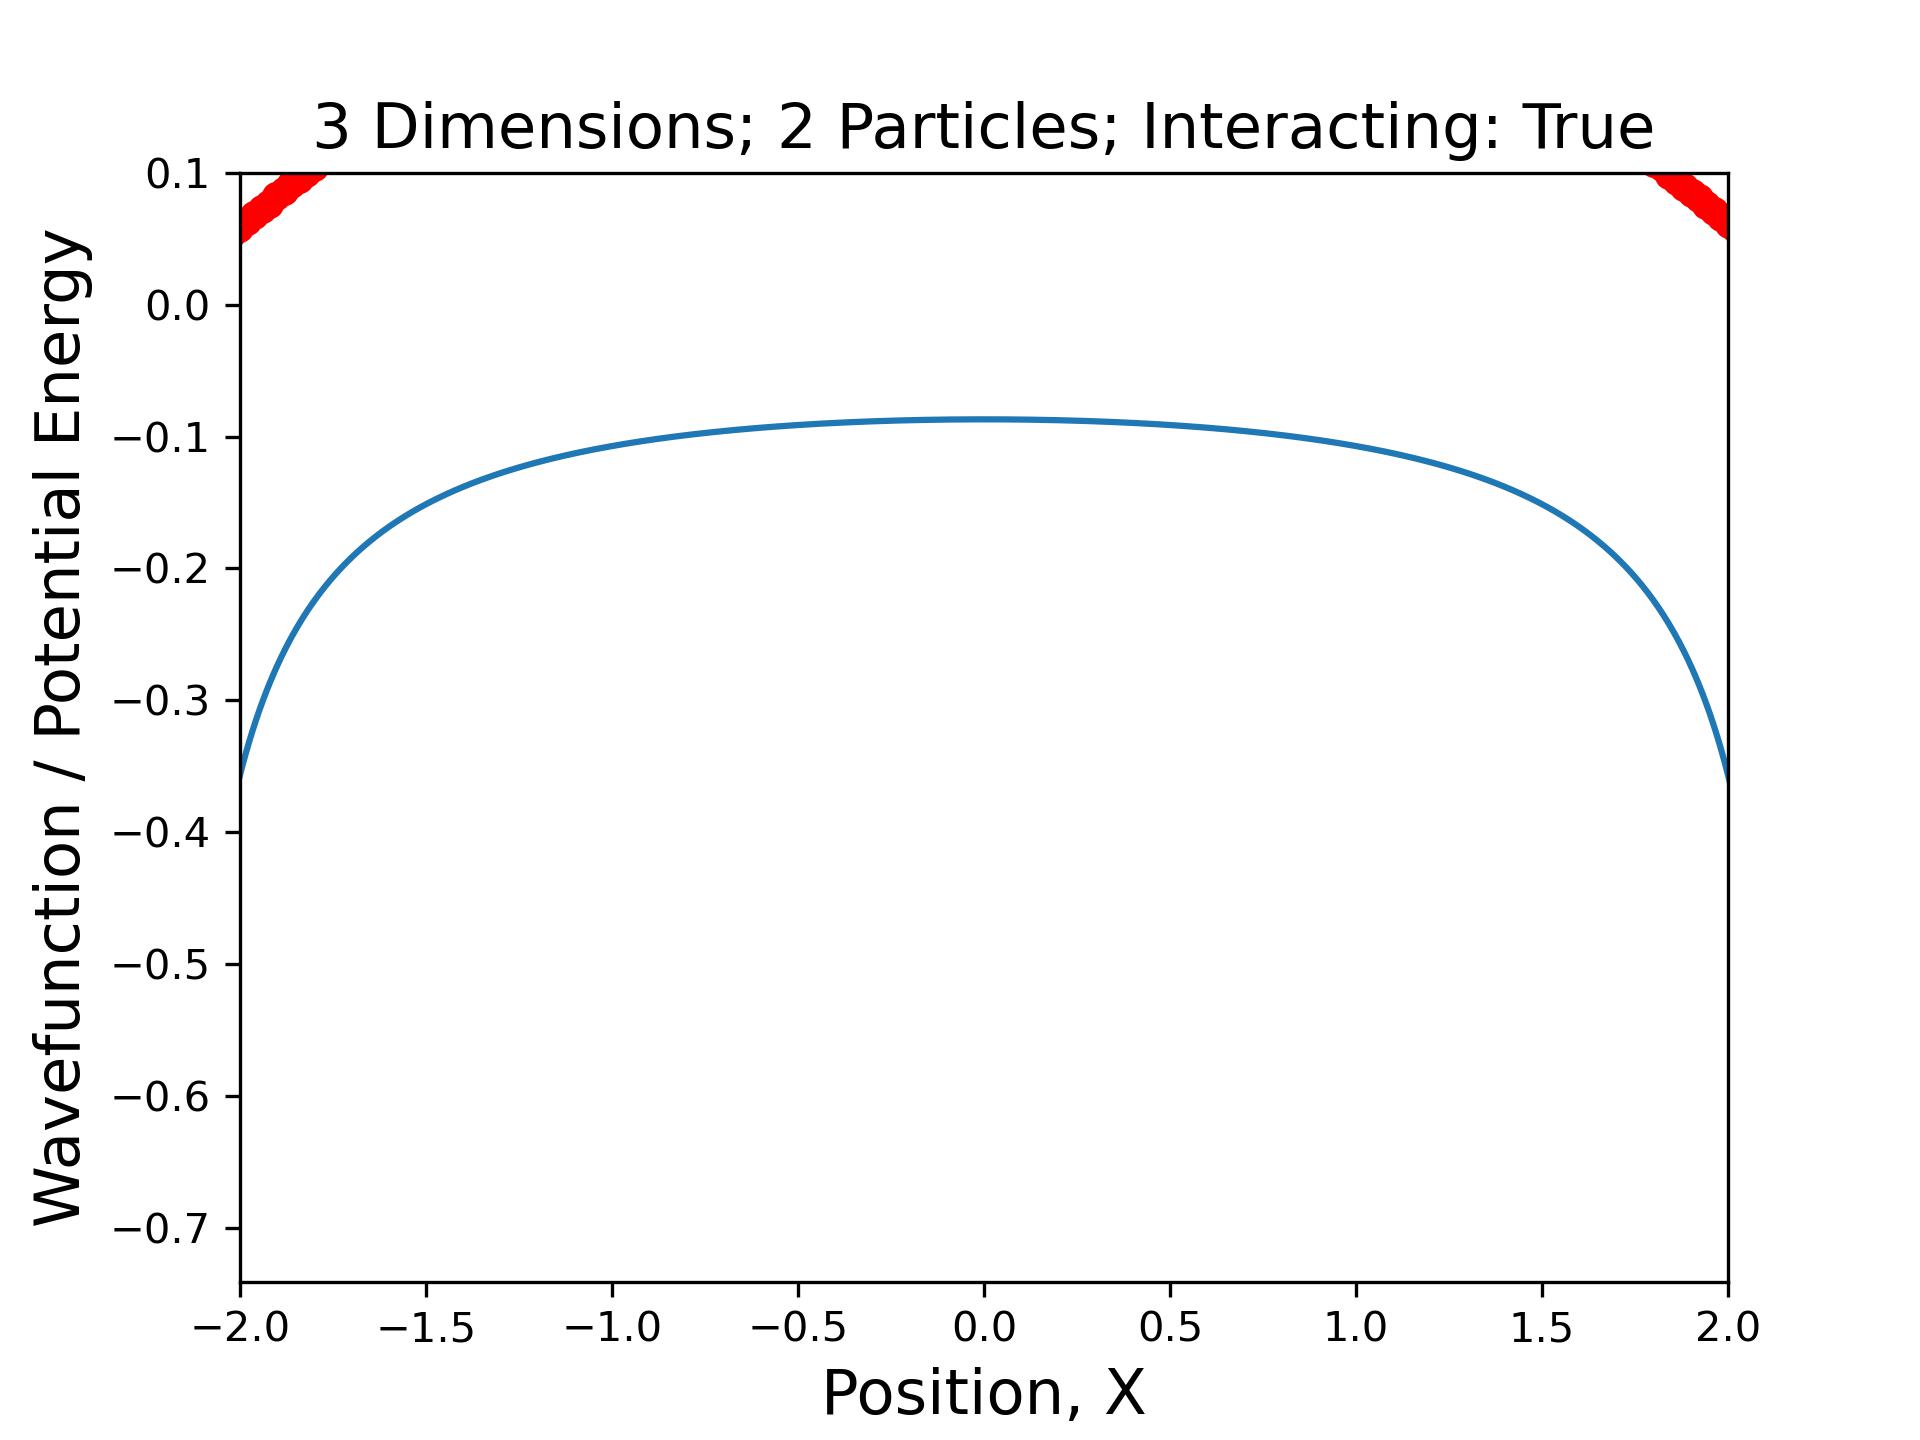 3 Dimensions; 2 Particles; Interacting: True
Wavefunction / Potential Energy
0.1
0.0
−0.1
−0.2
−0.3
−0.4
−0.5
−0.6
−0.7
−2.0 −1.5 −1.0 −0.5 0.0 0.5 1.0 1.5 2.0
Position, X